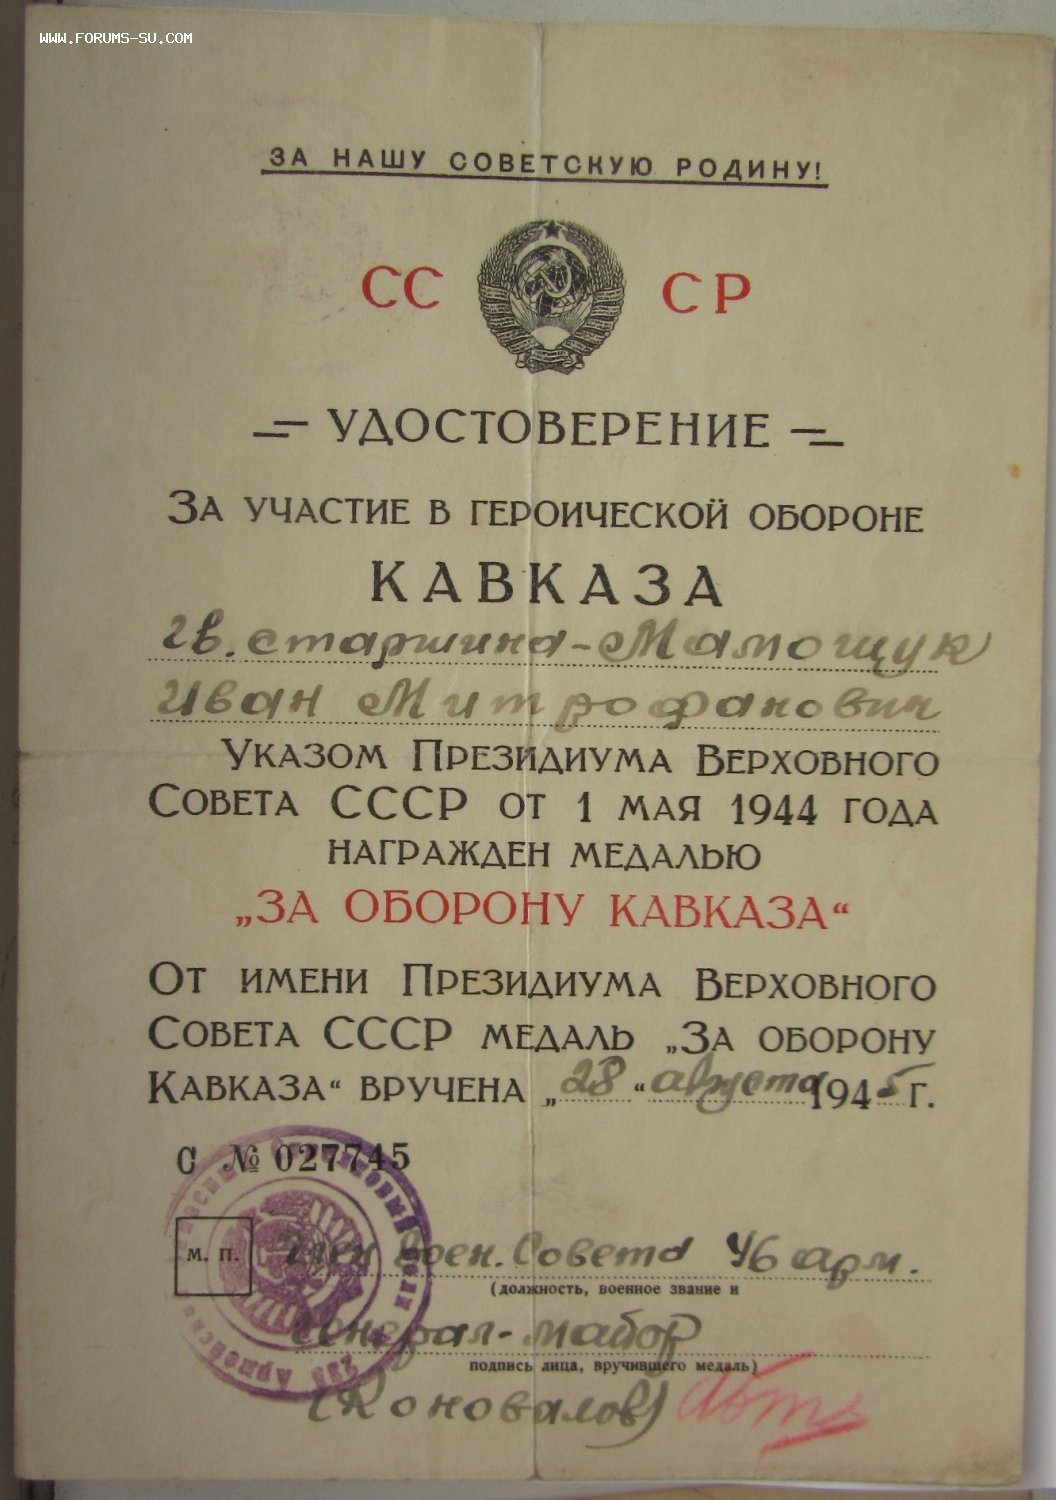 WWW.FORUMS-SU.COM
ЗА НАШУ СОВЕТСКУЮ РОДИНУ!
СС СР
УДОСТОВЕРЕНИЕ
ЗА УЧАСТИЕ В ГЕРОИЧЕСКОЙ ОБОРОНЕ
КАВКАЗА
гв. старшина - Мамощук
Иван Митрофанович
УКАЗОМ ПРЕЗИДИУМА ВЕРХОВНОГО
СОВЕТА СССР ОТ 1 МАЯ 1944 ГОДА
НАГРАЖДЕН МЕДАЛЬЮ
„ЗА ОБОРОНУ КАВКАЗА“
ОТ ИМЕНИ ПРЕЗИДИУМА ВЕРХОВНОГО
СОВЕТА СССР МЕДАЛЬ „ЗА ОБОРОНУ
КАВКАЗА“ ВРУЧЕНА „28“ августа 1945 Г.
С № 027745
М. П.
Член воен. Совета 46 арм.
(должность, военное звание и
генерал-майор
подпись лица, вручившего медаль)
(Коновалов)